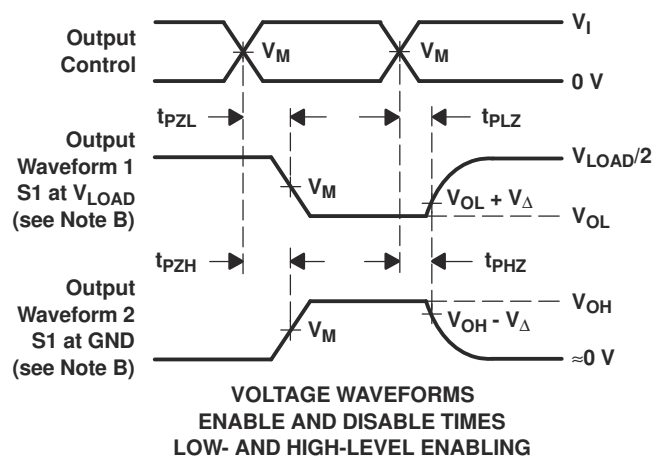 Output
Control
V_M
V_M
V_I
0 V
t_PZL
t_PLZ
Output
Waveform 1
S1 at V_LOAD
(see Note B)
V_M
V_LOAD/2
V_OL + V_Δ
V_OL
t_PZH
t_PHZ
Output
Waveform 2
S1 at GND
(see Note B)
V_M
V_OH
V_OH - V_Δ
≈0 V
VOLTAGE WAVEFORMS
ENABLE AND DISABLE TIMES
LOW- AND HIGH-LEVEL ENABLING